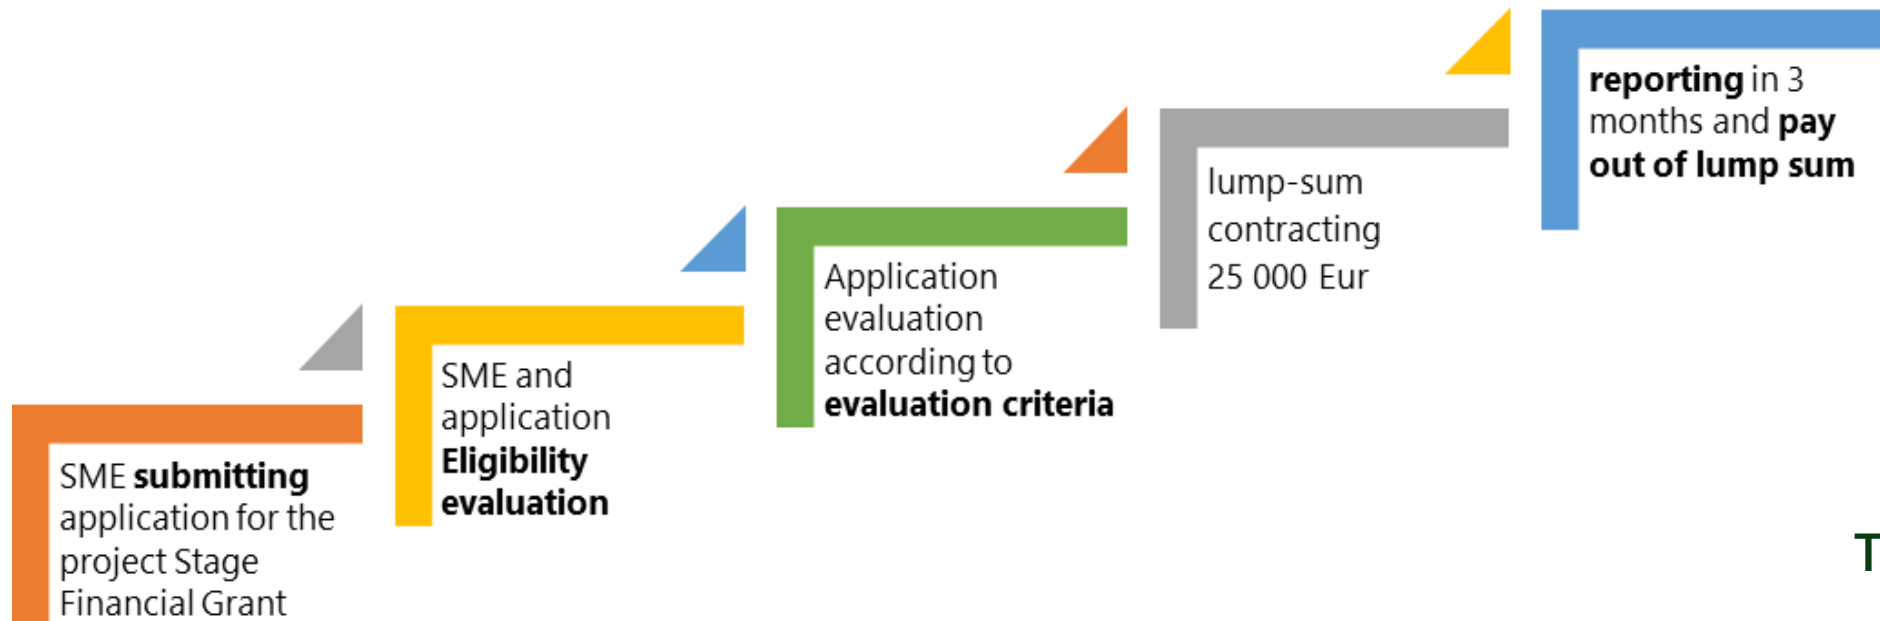 SME submitting
application for the
project Stage
Financial Grant
SME and
application
Eligibility
evaluation
Application
evaluation
according to
evaluation criteria
lump-sum
contracting
25 000 Eur
reporting in 3
months and pay
out of lump sum
T